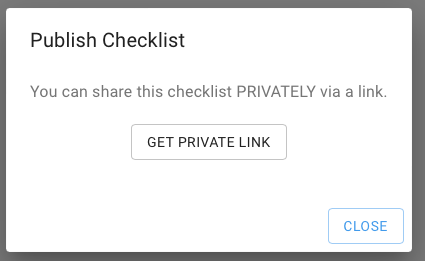 Publish Checklist
You can share this checklist PRIVATELY via a link.
GET PRIVATE LINK
CLOSE